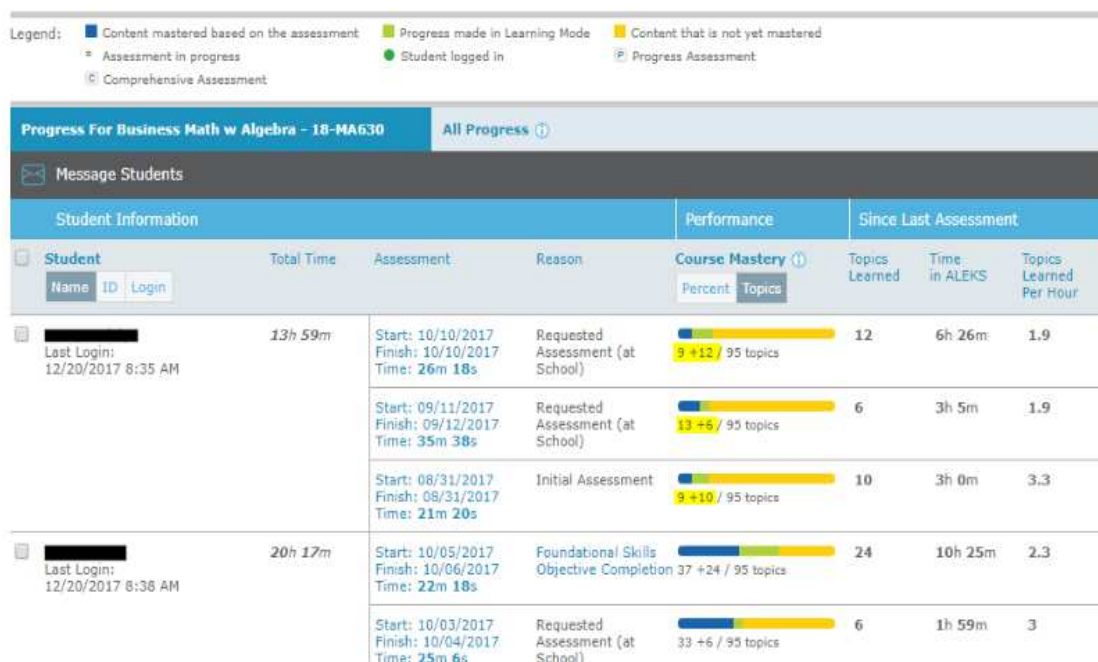 Legend: Content mastered based on the assessment Progress made in Learning Mode Content that is not yet mastered
* Assessment in progress Student logged in P Progress Assessment
C Comprehensive Assessment
Progress For Business Math w Algebra - 18-MA630 All Progress i
Message Students
Student Information Performance Since Last Assessment
Student Total Time Assessment Reason Course Mastery i Topics Learned Time in ALEKS Topics Learned Per Hour
Name ID Login Percent Topics
Last Login:
12/20/2017 8:35 AM
13h 59m
Start: 10/10/2017
Finish: 10/10/2017
Time: 26m 18s
Requested
Assessment (at
School)
9 +12 / 95 topics
12 6h 26m 1.9
Start: 09/11/2017
Finish: 09/12/2017
Time: 35m 38s
Requested
Assessment (at
School)
13 +6 / 95 topics
6 3h 5m 1.9
Start: 08/31/2017
Finish: 08/31/2017
Time: 21m 20s
Initial Assessment
9 +10 / 95 topics
10 3h 0m 3.3
Last Login:
12/20/2017 8:38 AM
20h 17m
Start: 10/05/2017
Finish: 10/06/2017
Time: 22m 18s
Foundational Skills
Objective Completion
37 +24 / 95 topics
24 10h 25m 2.3
Start: 10/03/2017
Finish: 10/04/2017
Time: 25m 6s
Requested
Assessment (at
School)
33 +6 / 95 topics
6 1h 59m 3